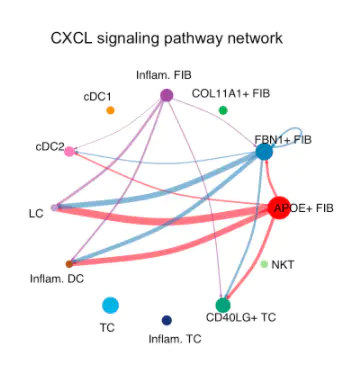 CXCL signaling pathway network
Inflam. FIB
cDC1
COL11A1+ FIB
cDC2
FBN1+ FIB
LC
APOE+ FIB
Inflam. DC
NKT
TC
CD40LG+ TC
Inflam. TC